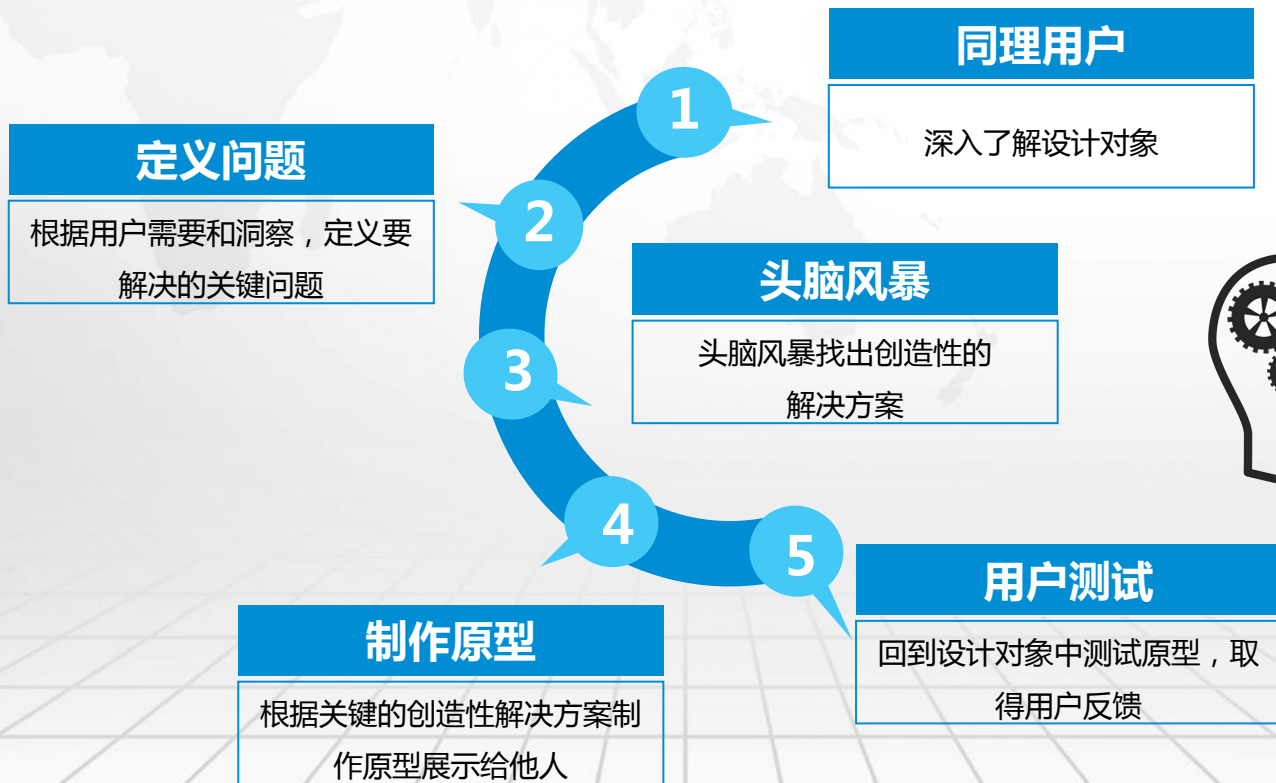 1
同理用户
深入了解设计对象
2
定义问题
根据用户需要和洞察，定义要
解决的关键问题
3
头脑风暴
头脑风暴找出创造性的
解决方案
4
制作原型
根据关键的创造性解决方案制
作原型展示给他人
5
用户测试
回到设计对象中测试原型，取
得用户反馈